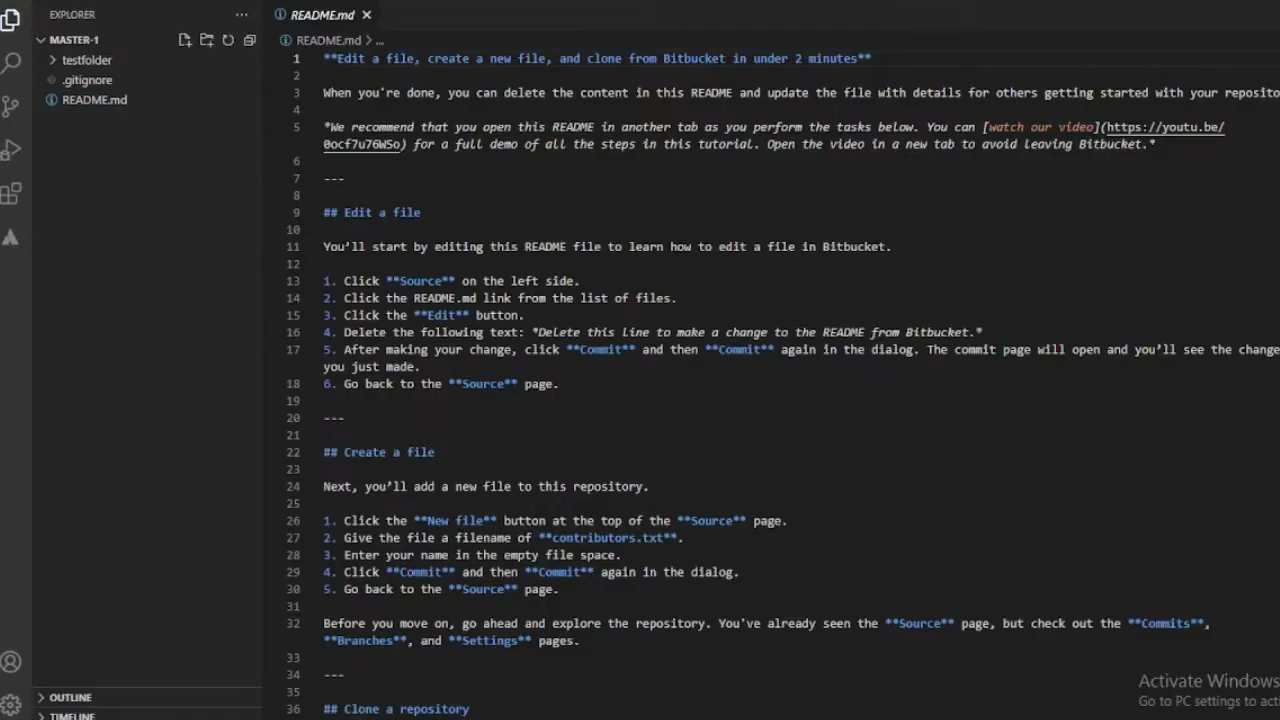 EXPLORER
README.md
MASTER-1
README.md > ...
testfolder
.gitignore
README.md
1 **Edit a file, create a new file, and clone from Bitbucket in under 2 minutes**
2
3 When you're done, you can delete the content in this README and update the file with details for others getting started with your reposito
4
5 *We recommend that you open this README in another tab as you perform the tasks below. You can [watch our video](https://youtu.be/
0ocf7u76WSo) for a full demo of all the steps in this tutorial. Open the video in a new tab to avoid leaving Bitbucket.*
6
7 ---
8
9 ## Edit a file
10
11 You'll start by editing this README file to learn how to edit a file in Bitbucket.
12
13 1. Click **Source** on the left side.
14 2. Click the README.md link from the list of files.
15 3. Click the **Edit** button.
16 4. Delete the following text: *Delete this line to make a change to the README from Bitbucket.*
17 5. After making your change, click **Commit** and then **Commit** again in the dialog. The commit page will open and you'll see the change
you just made.
18 6. Go back to the **Source** page.
19
20 ---
21
22 ## Create a file
23
24 Next, you'll add a new file to this repository.
25
26 1. Click the **New file** button at the top of the **Source** page.
27 2. Give the file a filename of **contributors.txt**.
28 3. Enter your name in the empty file space.
29 4. Click **Commit** and then **Commit** again in the dialog.
30 5. Go back to the **Source** page.
31
32 Before you move on, go ahead and explore the repository. You've already seen the **Source** page, but check out the **Commits**,
**Branches**, and **Settings** pages.
33
34 ---
35
36 ## Clone a repository
OUTLINE
TIMELINE
Activate Windows
Go to PC settings to acti